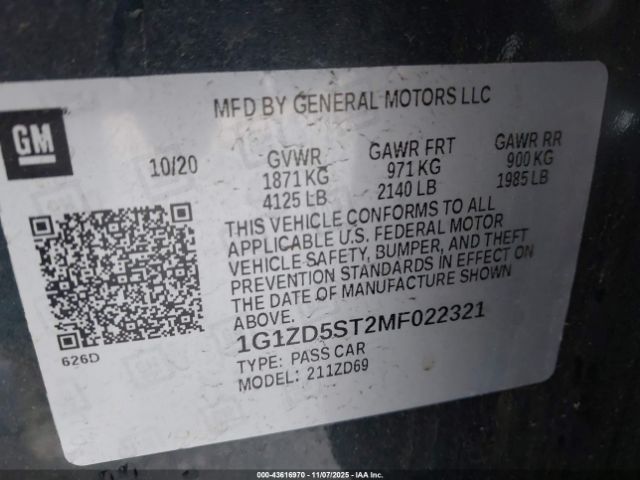 GM
MFD BY GENERAL MOTORS LLC
10/20
GVWR
1871 KG
4125 LB
GAWR FRT
971 KG
2140 LB
GAWR RR
900 KG
1985 LB
THIS VEHICLE CONFORMS TO ALL
APPLICABLE U.S. FEDERAL MOTOR
VEHICLE SAFETY, BUMPER, AND THEFT
PREVENTION STANDARDS IN EFFECT ON
THE DATE OF MANUFACTURE SHOWN
ABOVE.
1G1ZD5ST2MF022321
TYPE: PASS CAR
MODEL: 211ZD69
626D
00-43616970 - 11/07/2025 - IAAI.COM